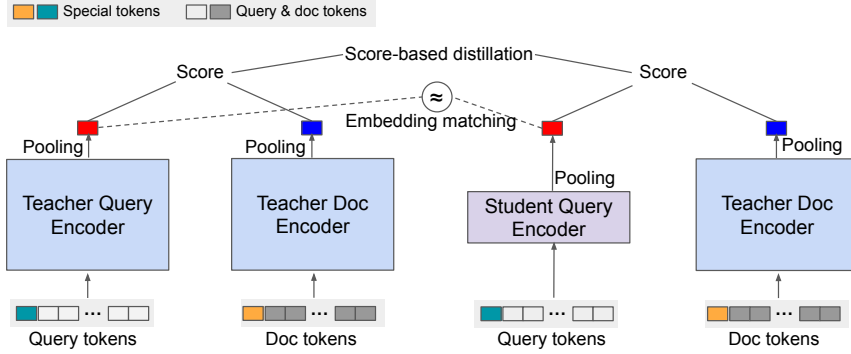 Special tokens
Query & doc tokens
Score-based distillation
Score
Score
≈
Embedding matching
Pooling
Pooling
Pooling
Pooling
Teacher Query
Encoder
Teacher Doc
Encoder
Student Query
Encoder
Teacher Doc
Encoder
...
...
...
...
Query tokens
Doc tokens
Query tokens
Doc tokens